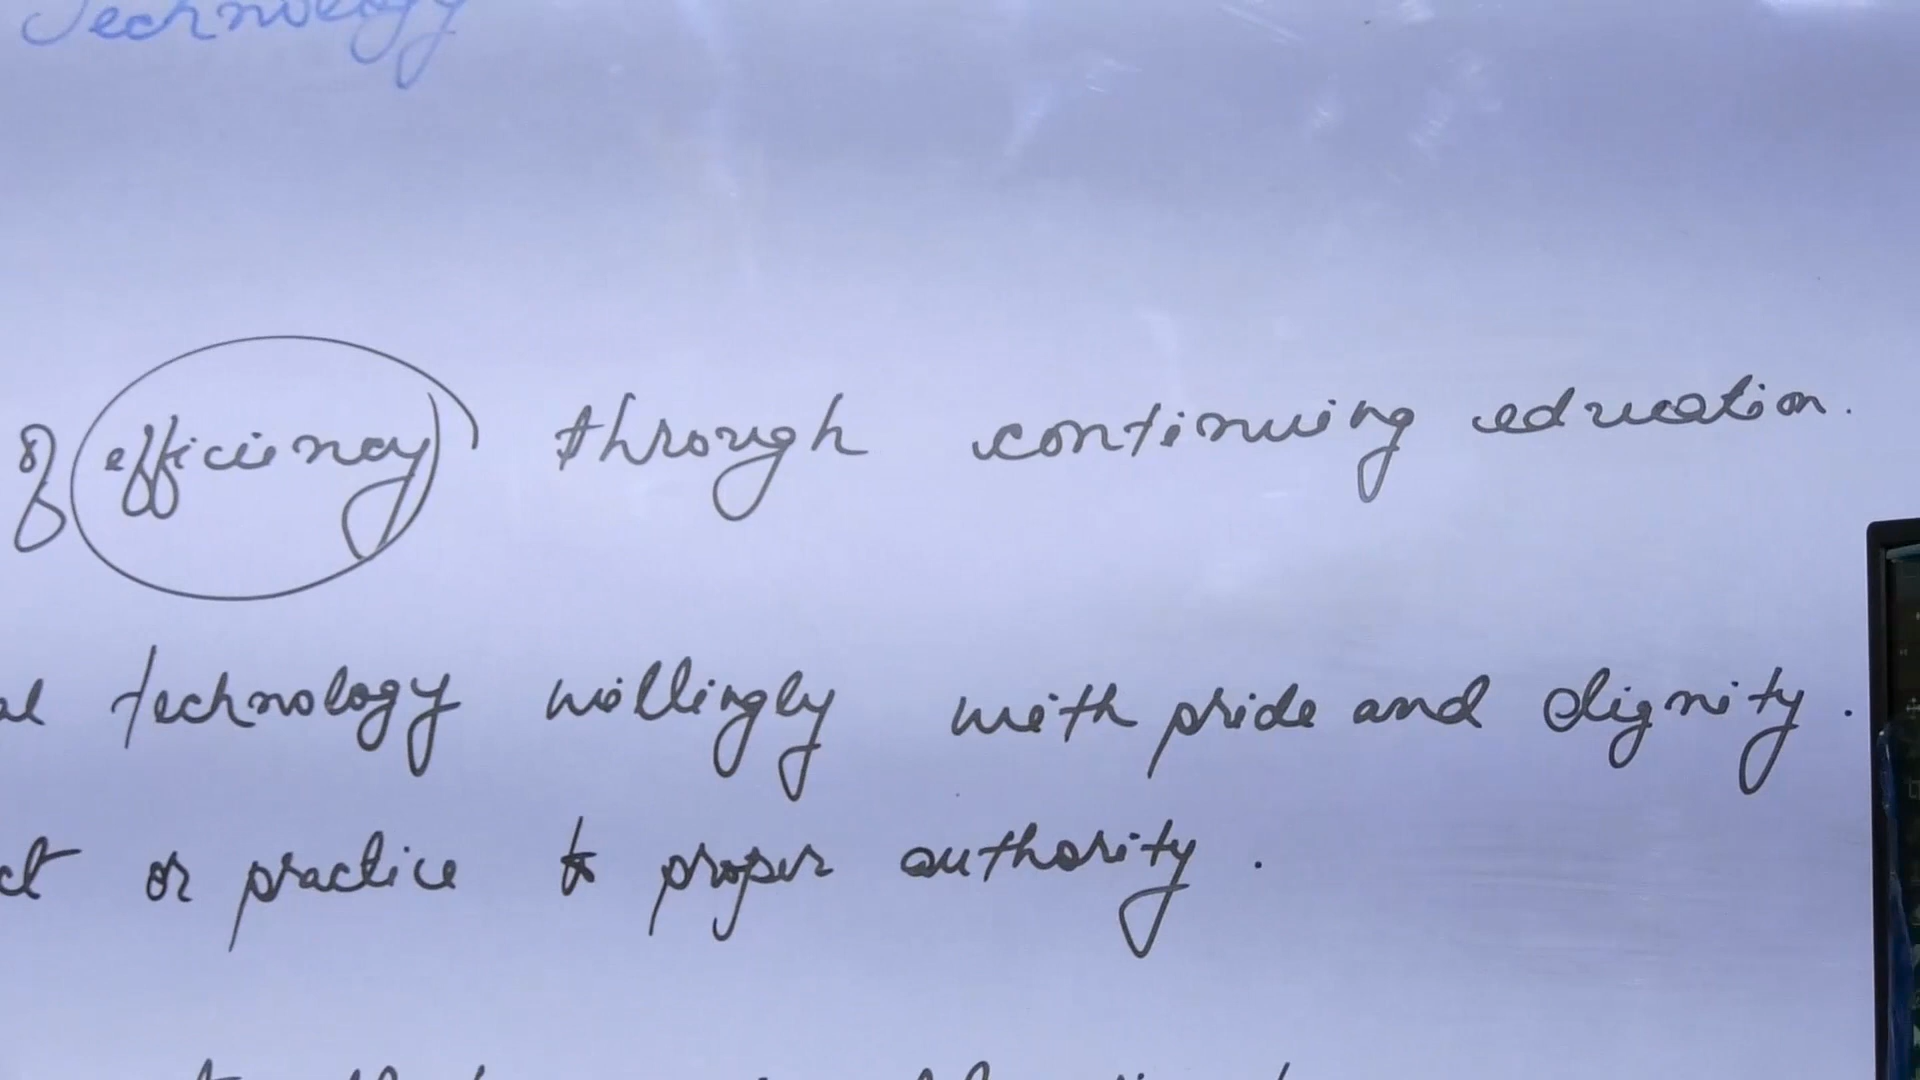 Technology
of efficiency through continuing education.
technology willingly with pride and dignity.
or practice to proper authority.